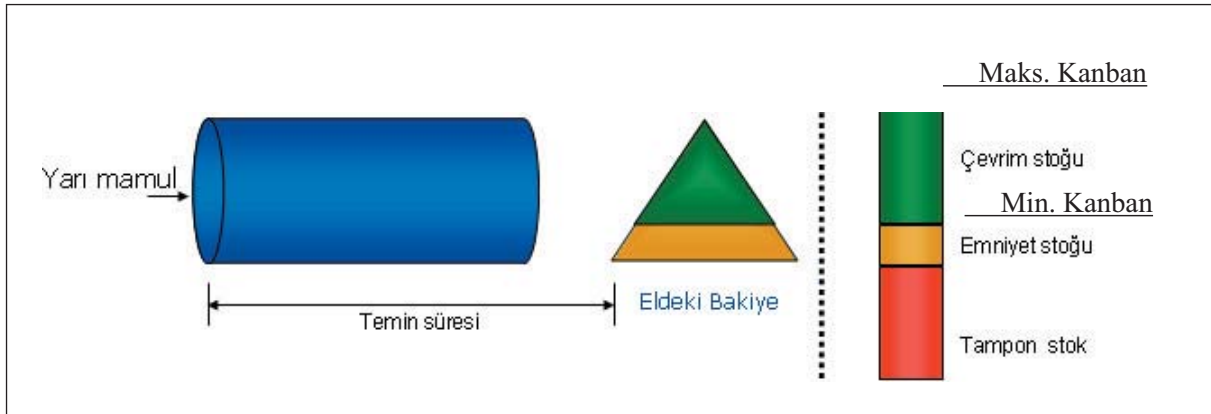 Maks. Kanban
Çevrim stoğu
Yarı mamul
Min. Kanban
Emniyet stoğu
Eldeki Bakiye
Temin süresi
Tampon stok